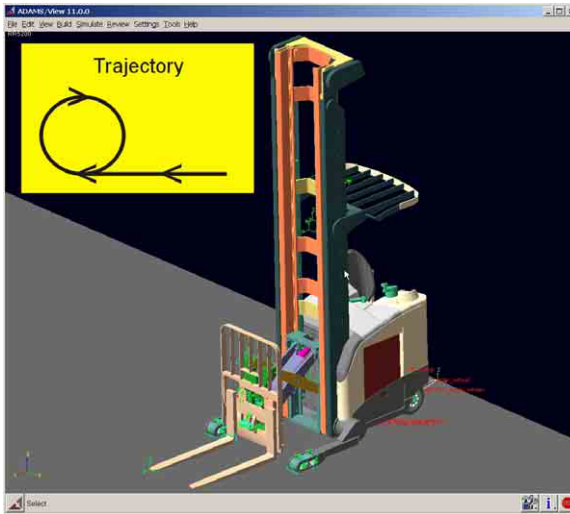 ADAMS/View 11.0.0
File Edit View Build Simulate Review Settings Tools Help
Trajectory
Select